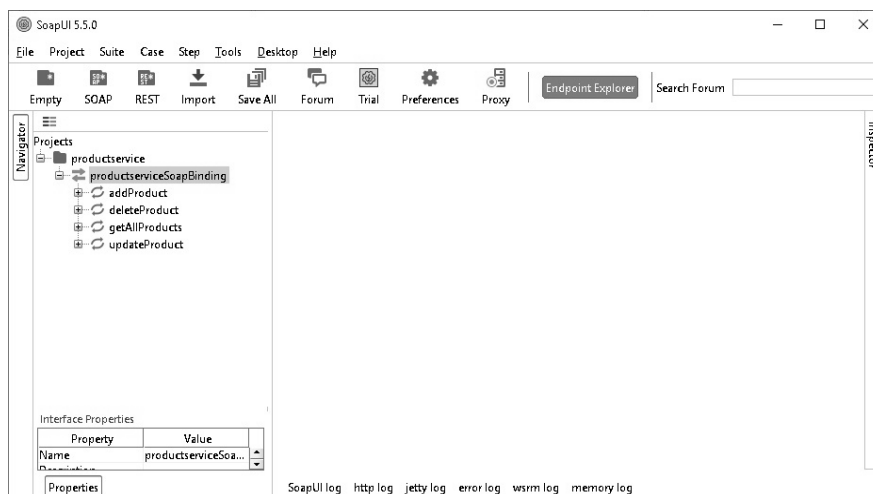 SoapUI 5.5.0
File Project Suite Case Step Tools Desktop Help
Empty SOAP REST Import Save All Forum Trial Preferences Proxy Endpoint Explorer Search Forum
Navigator
Projects
productservice
productserviceSoapBinding
addProduct
deleteProduct
getAllProducts
updateProduct
Inspector
Interface Properties
Property Value
Name productserviceSoa...
Description
Properties
SoapUI log http log jetty log error log wsrm log memory log